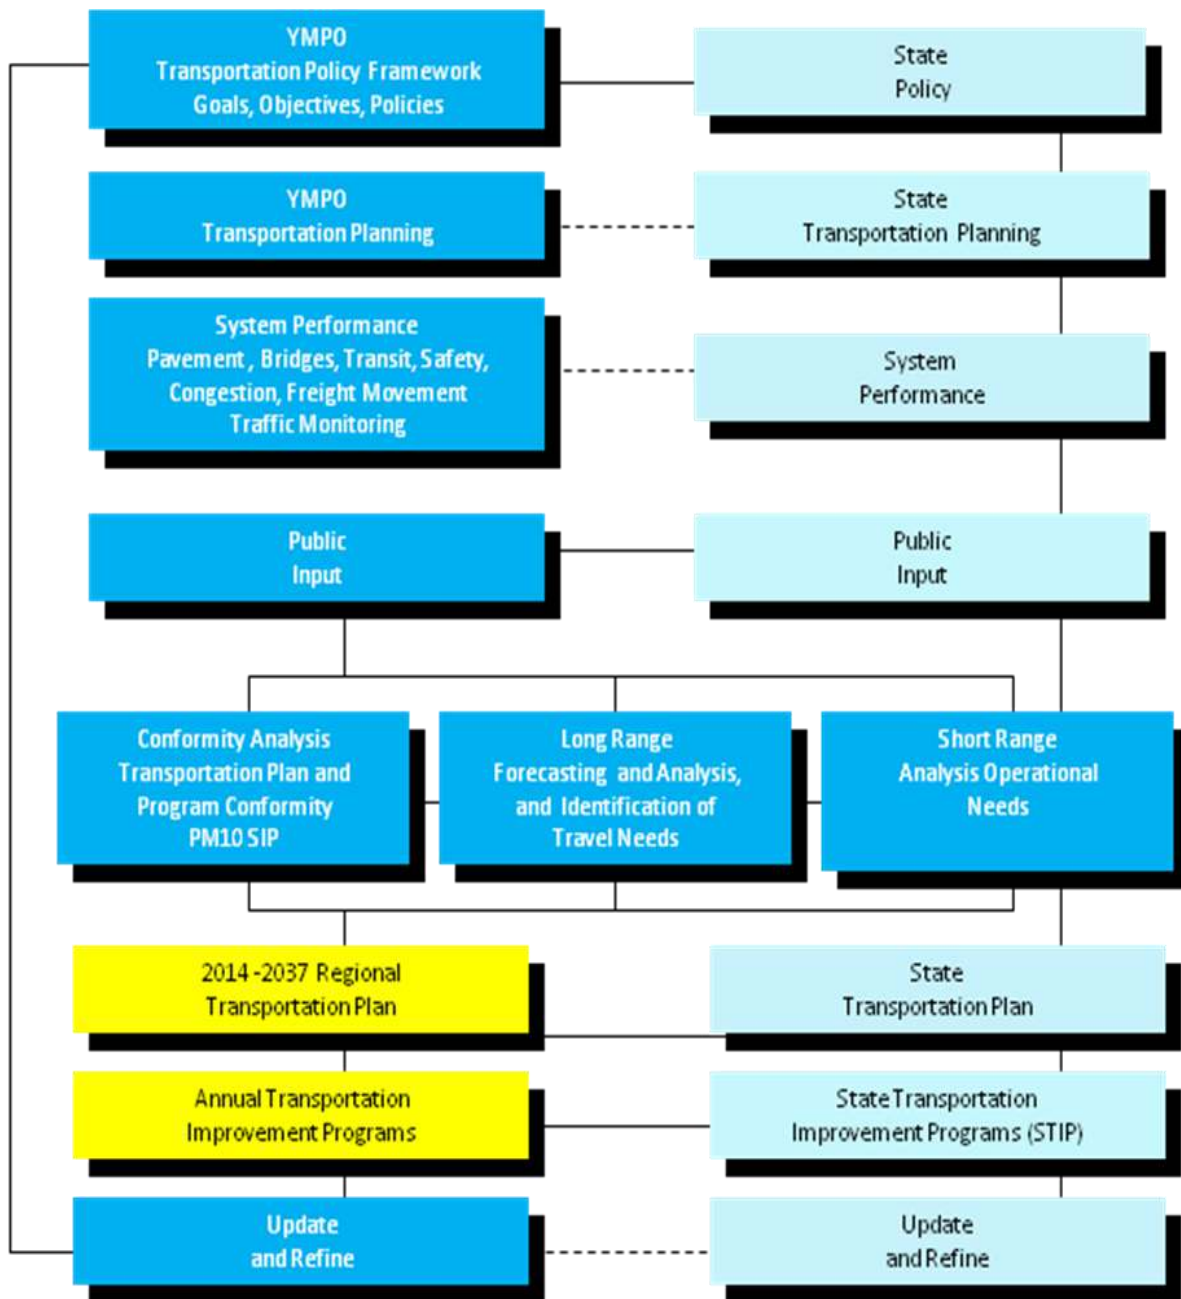 YMPO
Transportation Policy Framework
Goals, Objectives, Policies
State
Policy
YMPO
Transportation Planning
State
Transportation Planning
System Performance
Pavement, Bridges, Transit, Safety,
Congestion, Freight Movement
Traffic Monitoring
System
Performance
Public
Input
Public
Input
Conformity Analysis
Transportation Plan and
Program Conformity
PM10 SIP
Long Range
Forecasting and Analysis,
and Identification of
Travel Needs
Short Range
Analysis Operational
Needs
2014 -2037 Regional
Transportation Plan
State
Transportation Plan
Annual Transportation
Improvement Programs
State Transportation
Improvement Programs (STIP)
Update
and Refine
Update
and Refine